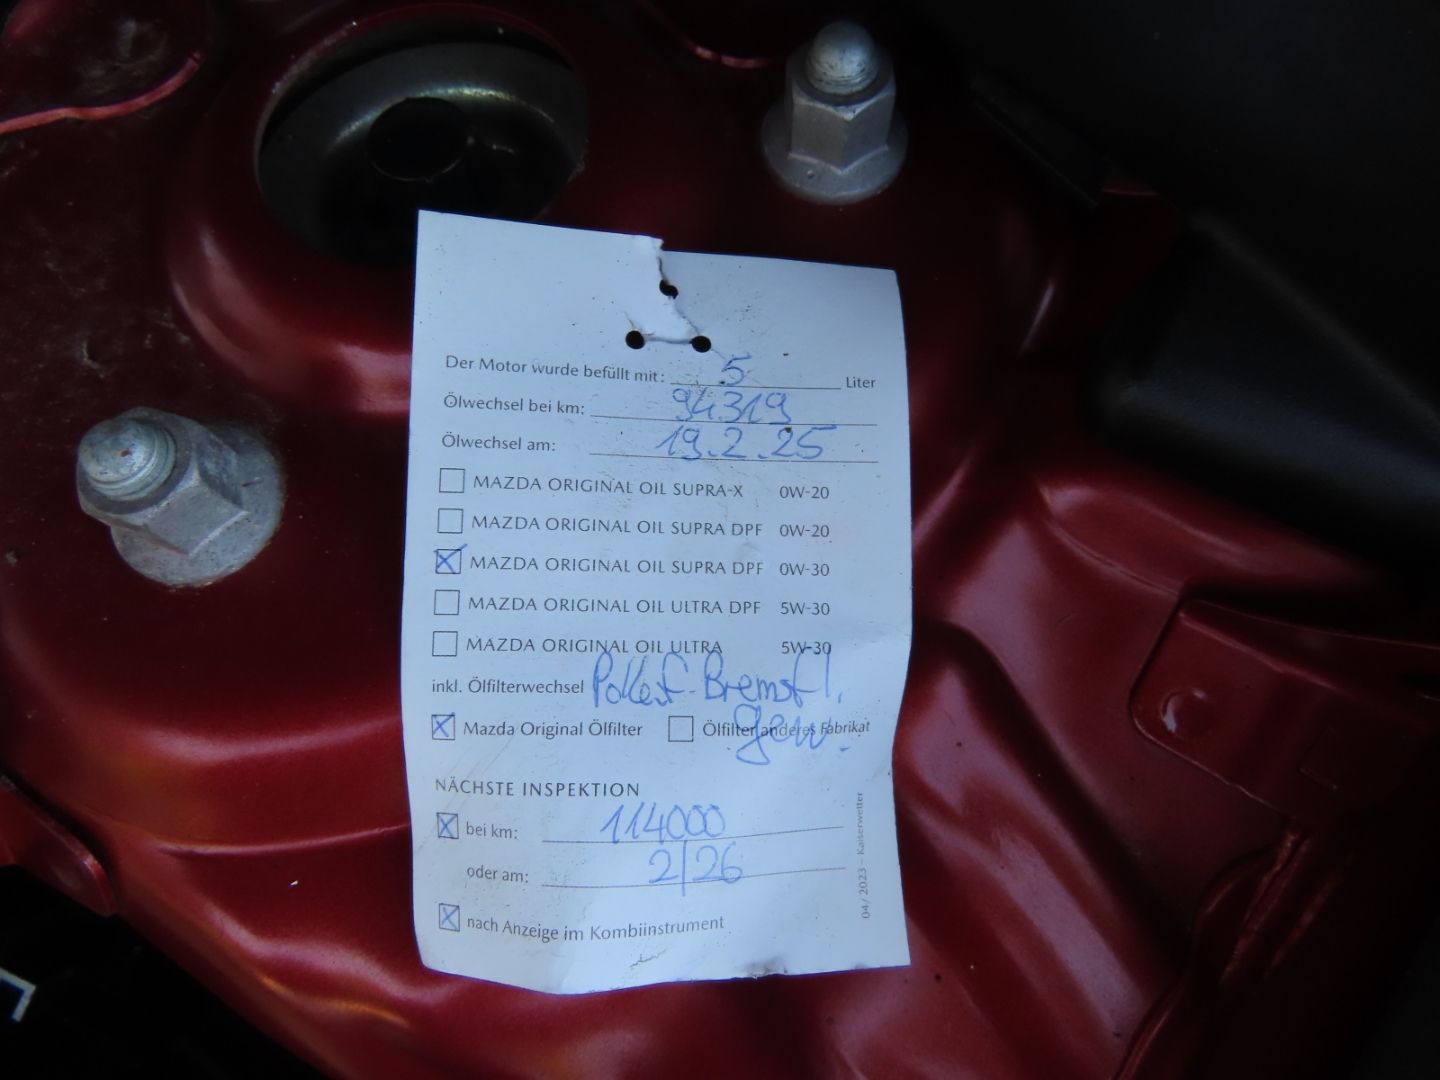 Der Motor wurde befüllt mit: 5 Liter
Ölwechsel bei km: 94319
Ölwechsel am: 19.2.25
MAZDA ORIGINAL OIL SUPRA-X 0W-20
MAZDA ORIGINAL OIL SUPRA DPF 0W-20
MAZDA ORIGINAL OIL SUPRA DPF 0W-30
MAZDA ORIGINAL OIL ULTRA DPF 5W-30
MAZDA ORIGINAL OIL ULTRA 5W-30
inkl. Ölfilterwechsel Pollenf. Bremsfl.
gew.
Mazda Original Ölfilter Ölfilter anderes Fabrikat
NÄCHSTE INSPEKTION
bei km: 114000
oder am: 2/26
nach Anzeige im Kombiinstrument
04/2023 – Kaiserwetter